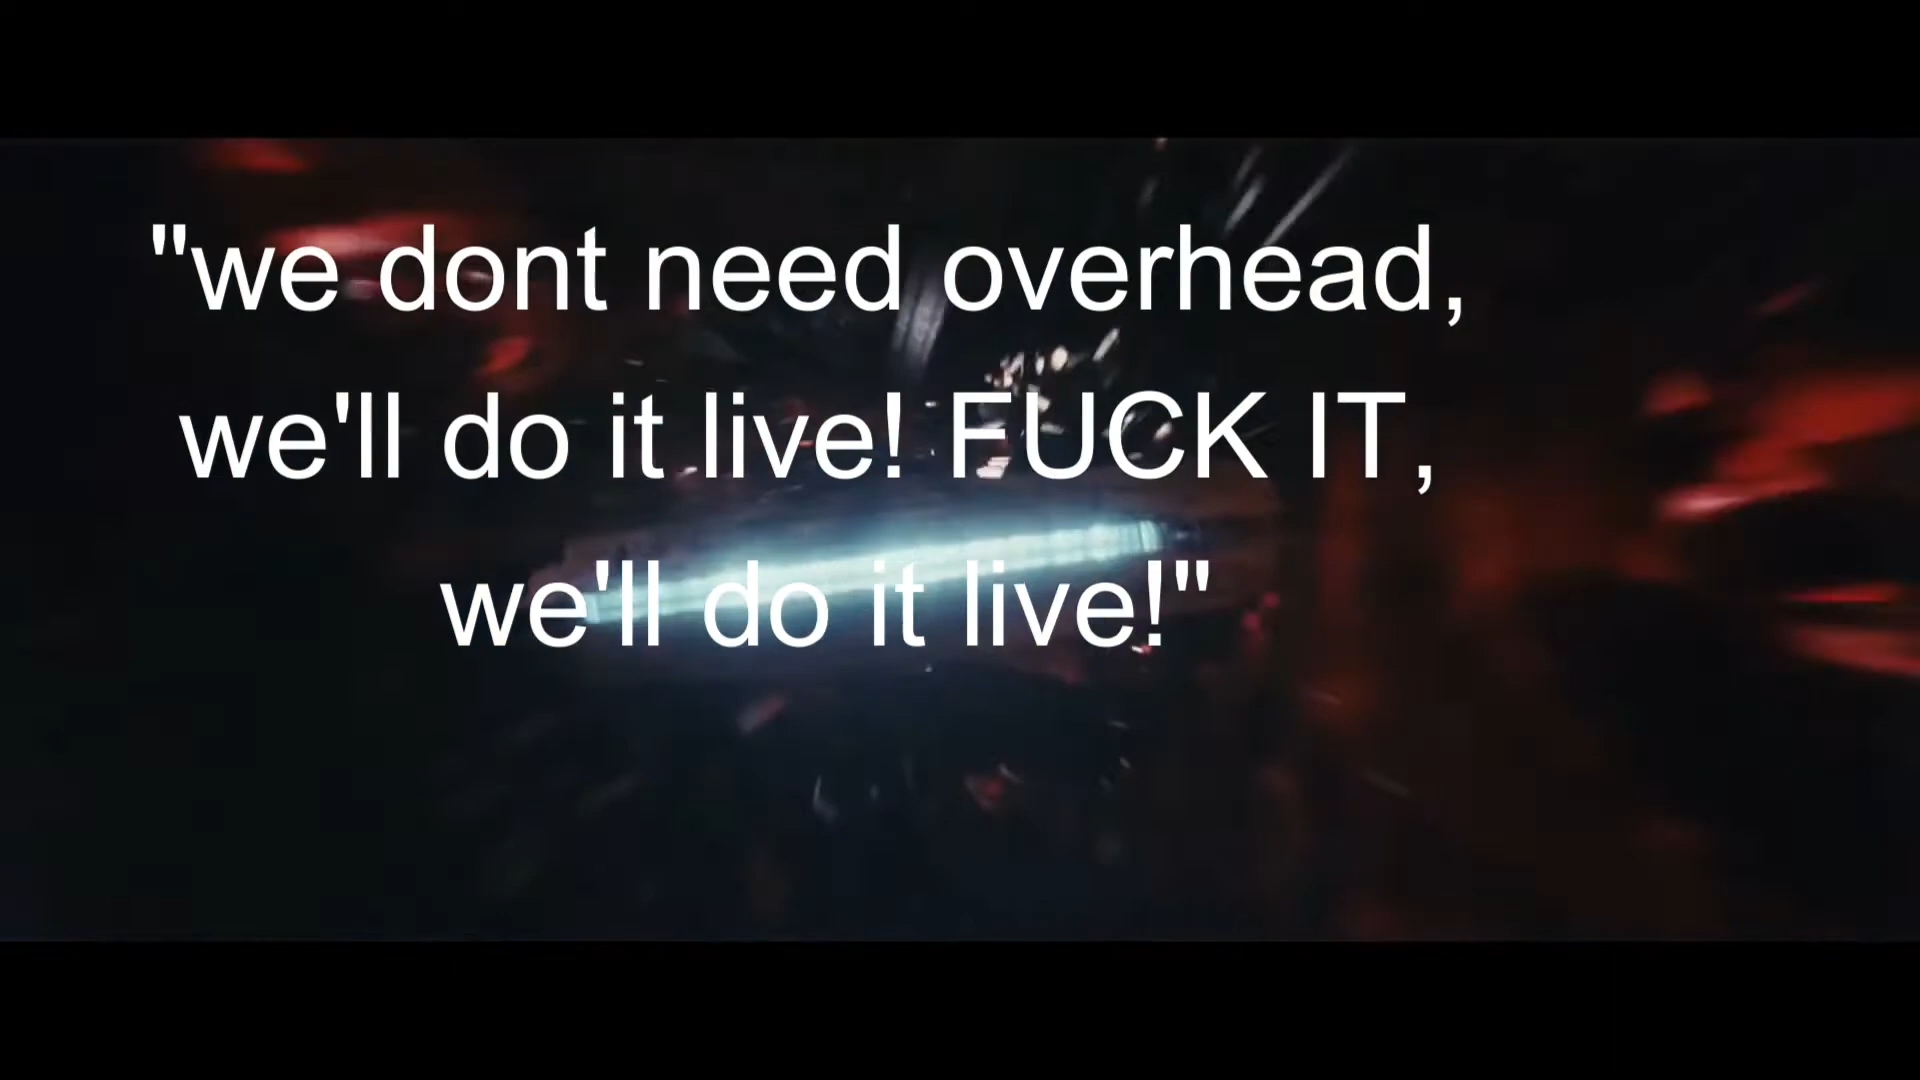 "we dont need overhead,
we'll do it live! FUCK IT,
we'll do it live!"